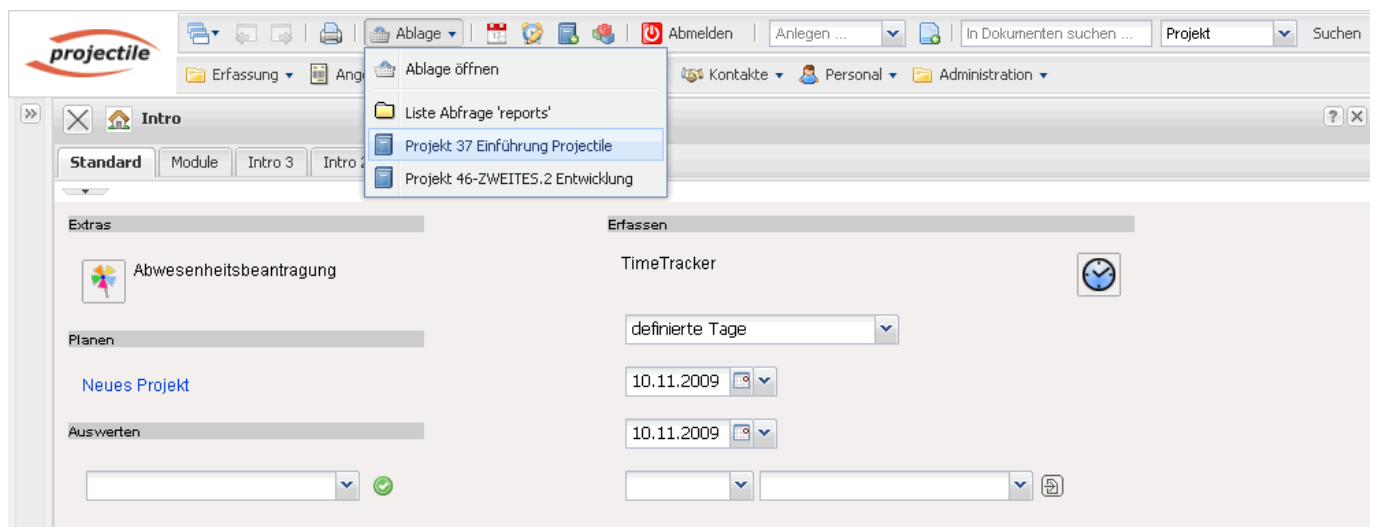 projectile
Ablage Abmelden Anlegen ... In Dokumenten suchen ... Projekt Suchen
Erfassung Ang Kontakte Personal Administration
Ablage öffnen
Liste Abfrage 'reports'
Projekt 37 Einführung Projectile
Projekt 46-ZWEITES.2 Entwicklung
Intro
Standard Module Intro 3 Intro
Extras
Abwesenheitsbeantragung
Planen
Neues Projekt
Auswerten
Erfassen
TimeTracker
definierte Tage
10.11.2009
10.11.2009